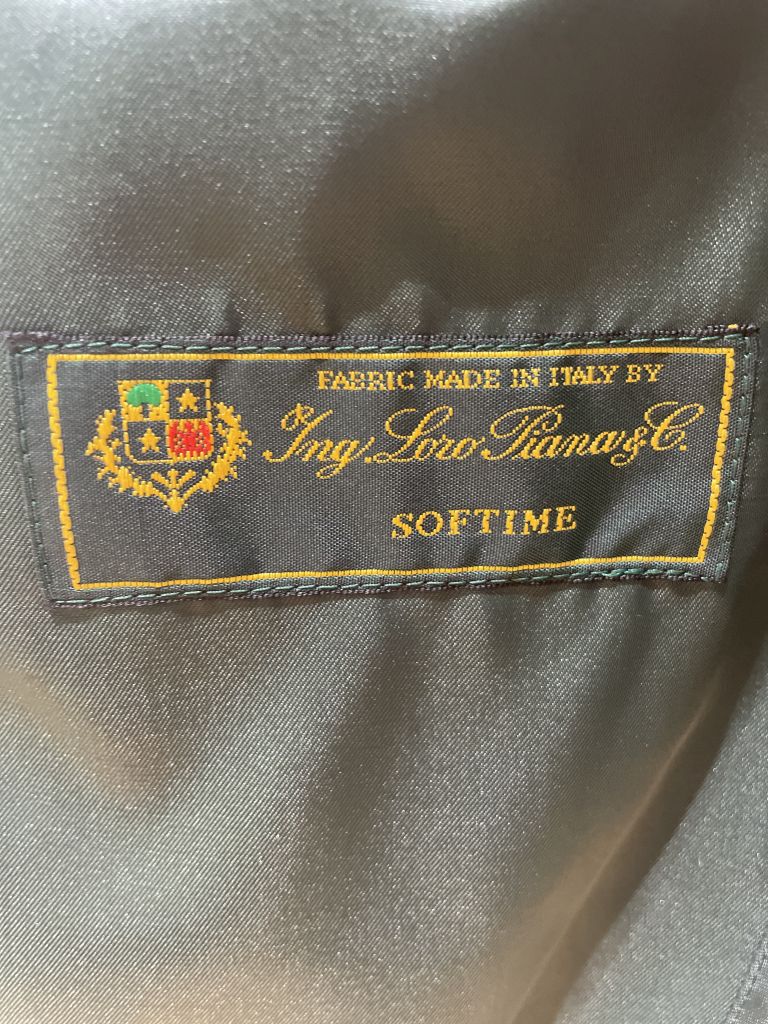 FABRIC MADE IN ITALY BY
Ing. Loro Piana & C.
SOFTIME